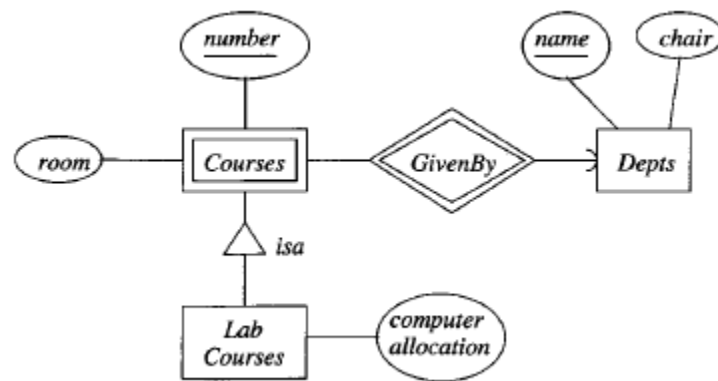 number
name
chair
room
Courses
GivenBy
Depts
isa
Lab
Courses
computer
allocation